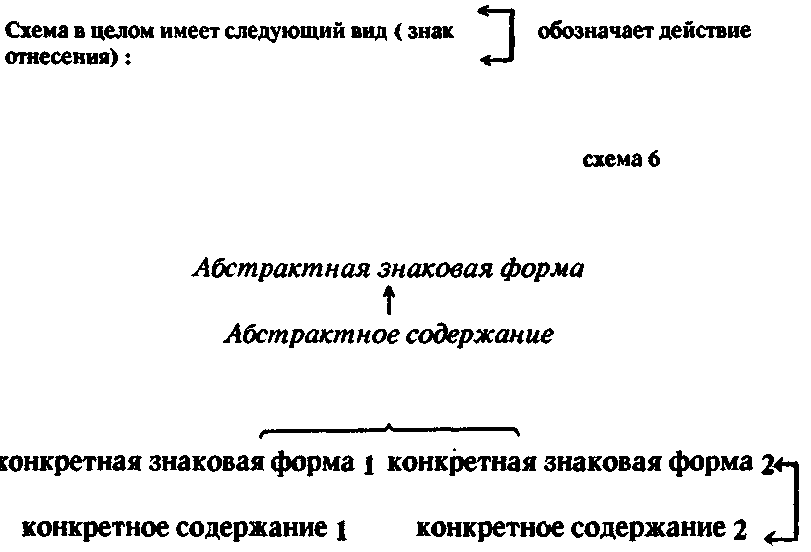 Схема в целом имеет следующий вид ( знак обозначает действие
отнесения) :
схема 6
Абстрактная знаковая форма
Абстрактное содержание
конкретная знаковая форма 1 конкретная знаковая форма 2
конкретное содержание 1 конкретное содержание 2